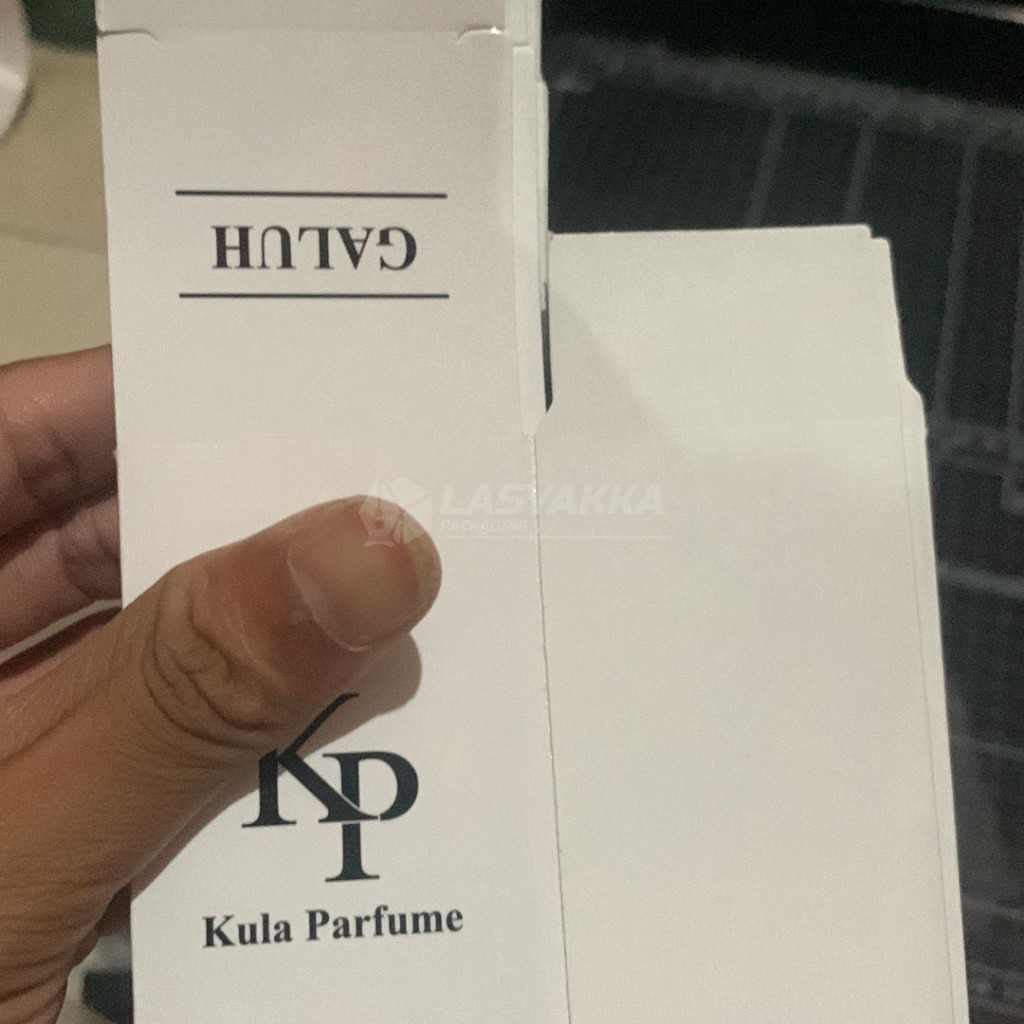 GALUH
LASYAKKA
PACKAGING
KP
Kula Parfume